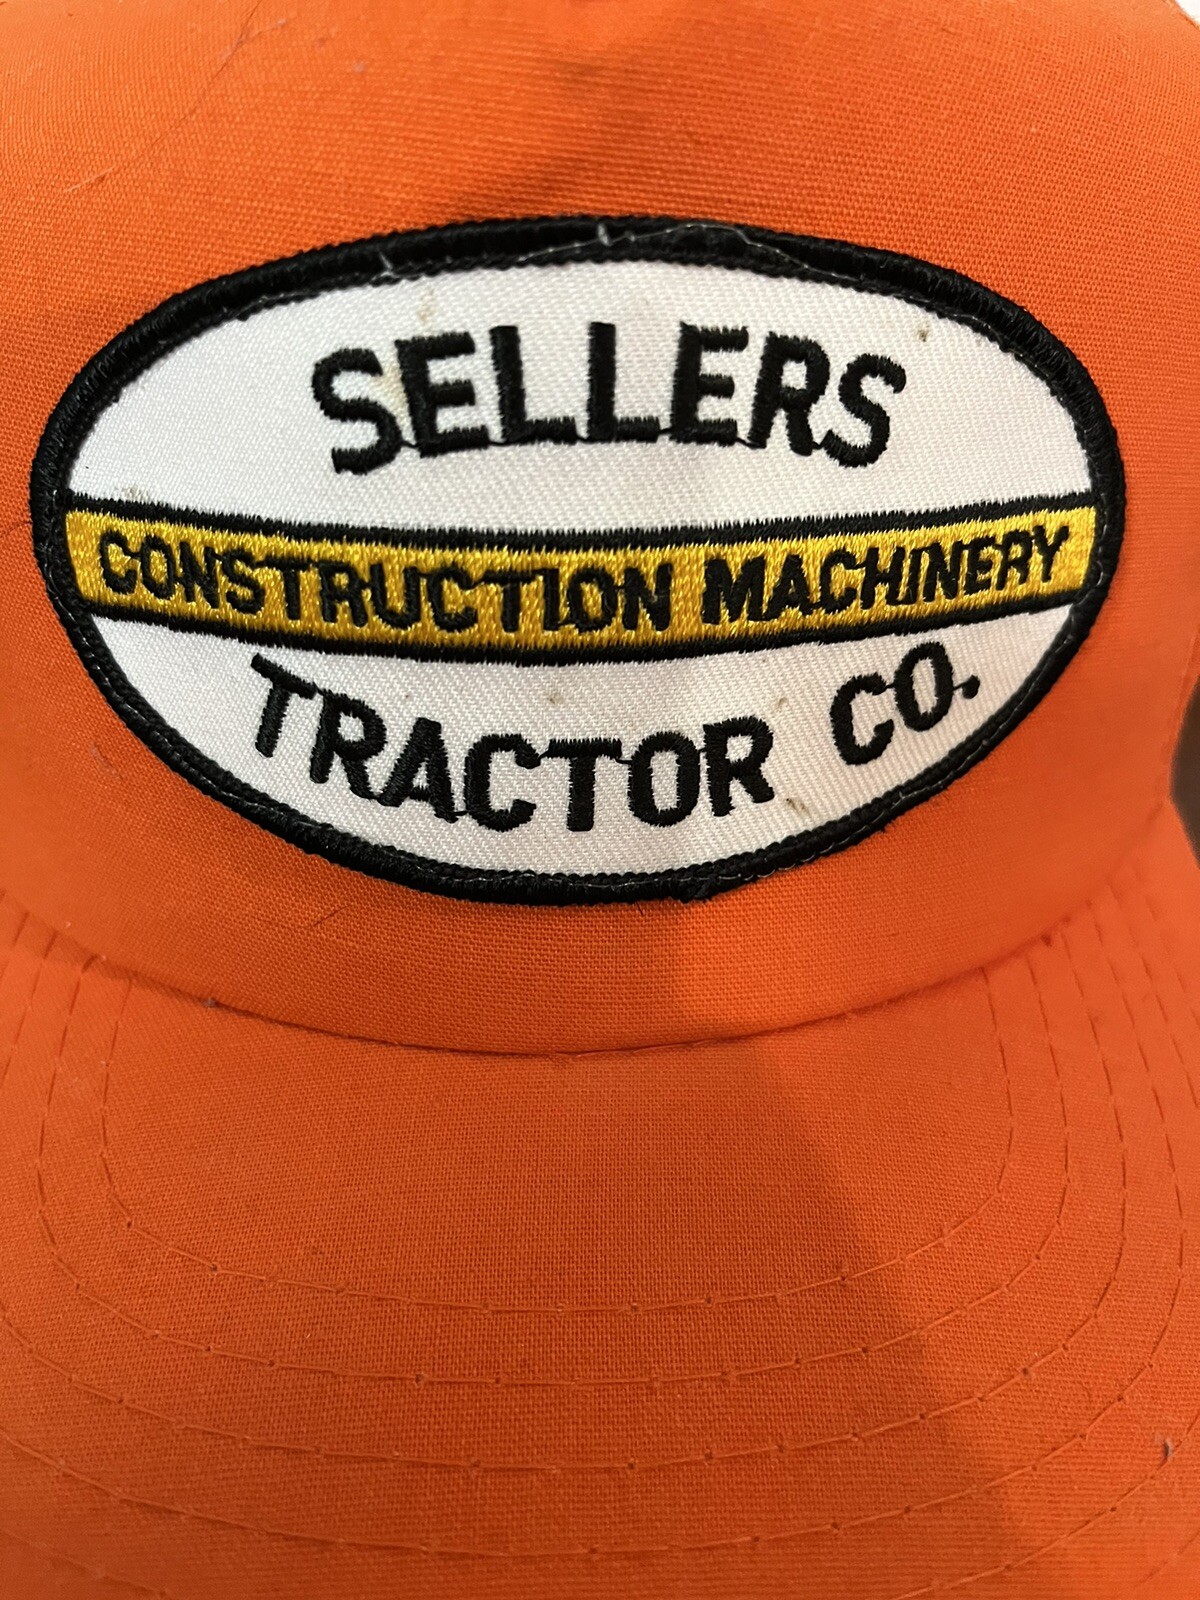 SELLERS
CONSTRUCTION MACHINERY
TRACTOR CO.